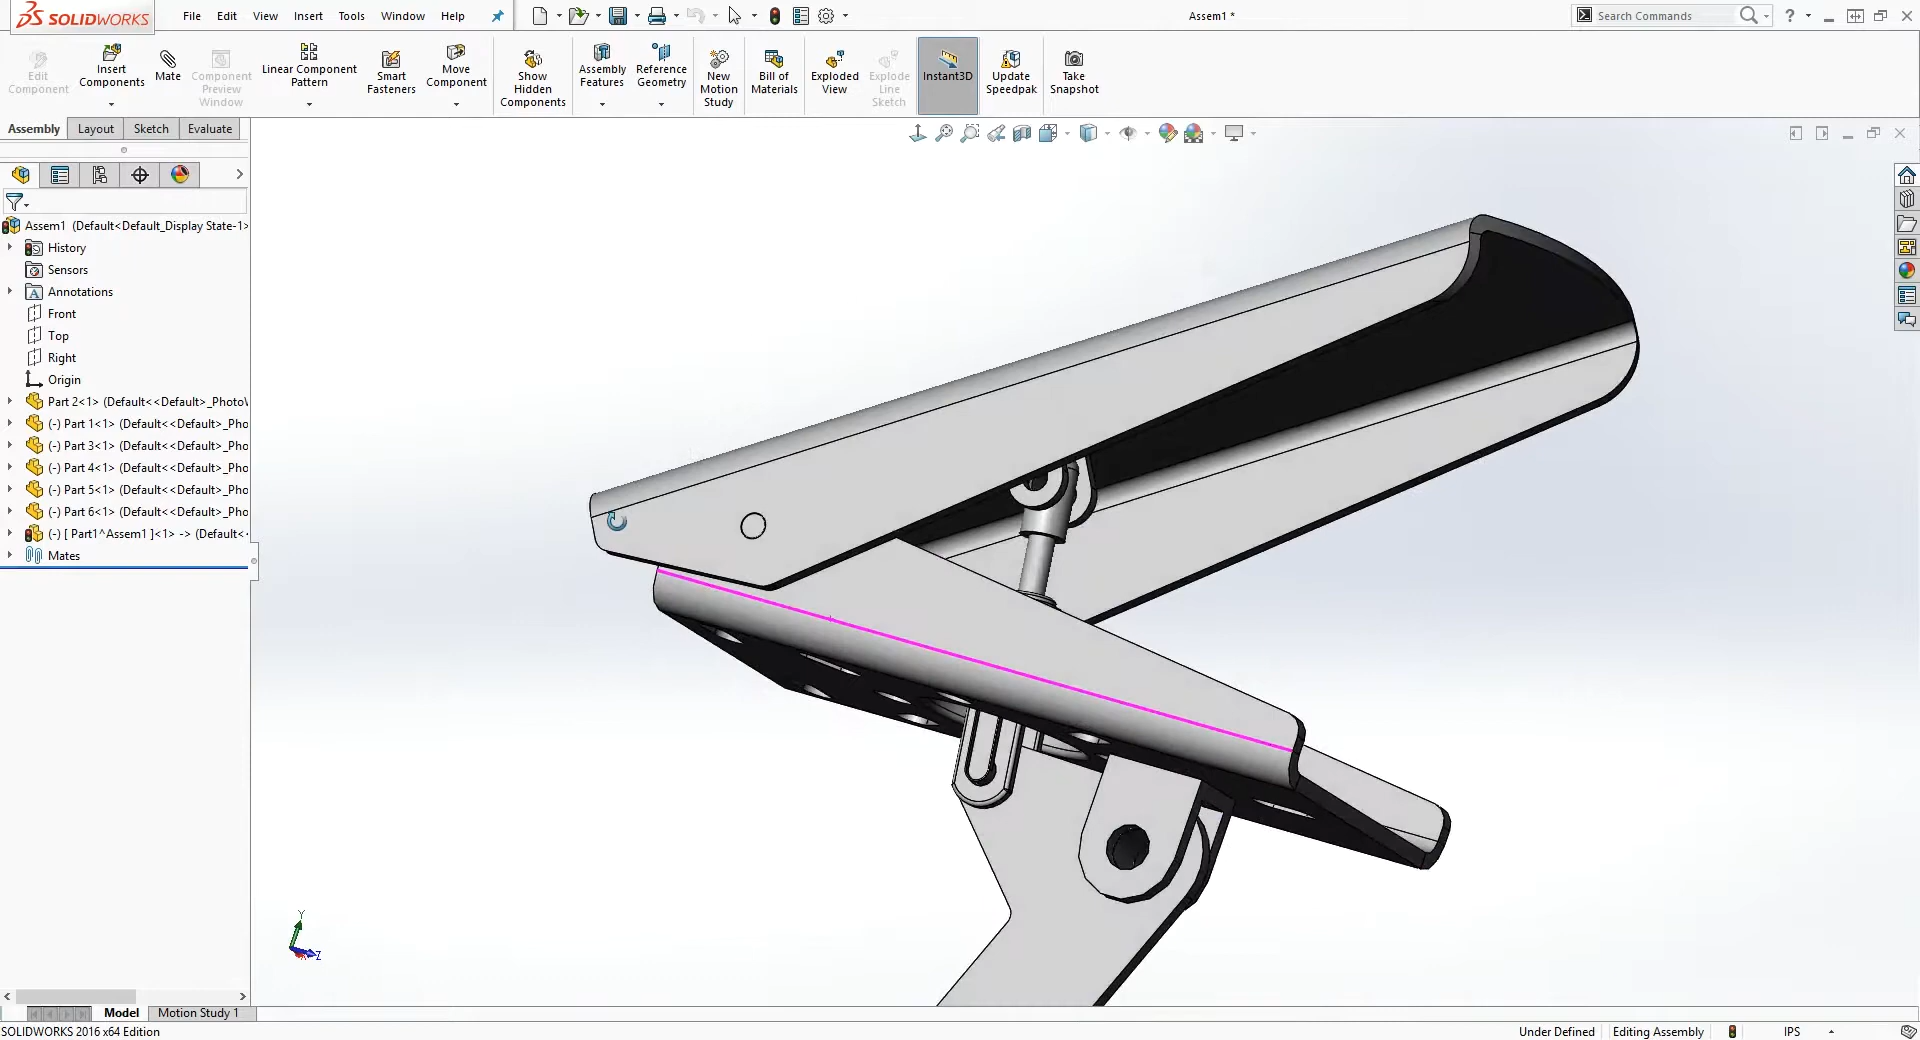 SOLIDWORKS
File Edit View Insert Tools Window Help
Assem1 *
Search Commands
Edit Component
Insert Components
Mate
Component Preview Window
Linear Component Pattern
Smart Fasteners
Move Component
Show Hidden Components
Assembly Features
Reference Geometry
New Motion Study
Bill of Materials
Exploded View
Explode Line Sketch
Instant3D
Update Speedpak
Take Snapshot
Assembly Layout Sketch Evaluate
Assem1 (Default<Default_Display State-1>
History
Sensors
Annotations
Front
Top
Right
Origin
Part 2<1> (Default<<Default>_Photo
(-) Part 1<1> (Default<<Default>_Pho
(-) Part 3<1> (Default<<Default>_Pho
(-) Part 4<1> (Default<<Default>_Pho
(-) Part 5<1> (Default<<Default>_Pho
(-) Part 6<1> (Default<<Default>_Pho
(-) [ Part1^Assem1 ]<1> -> (Default<
Mates
Y
Z
Model Motion Study 1
SOLIDWORKS 2016 x64 Edition
Under Defined Editing Assembly IPS